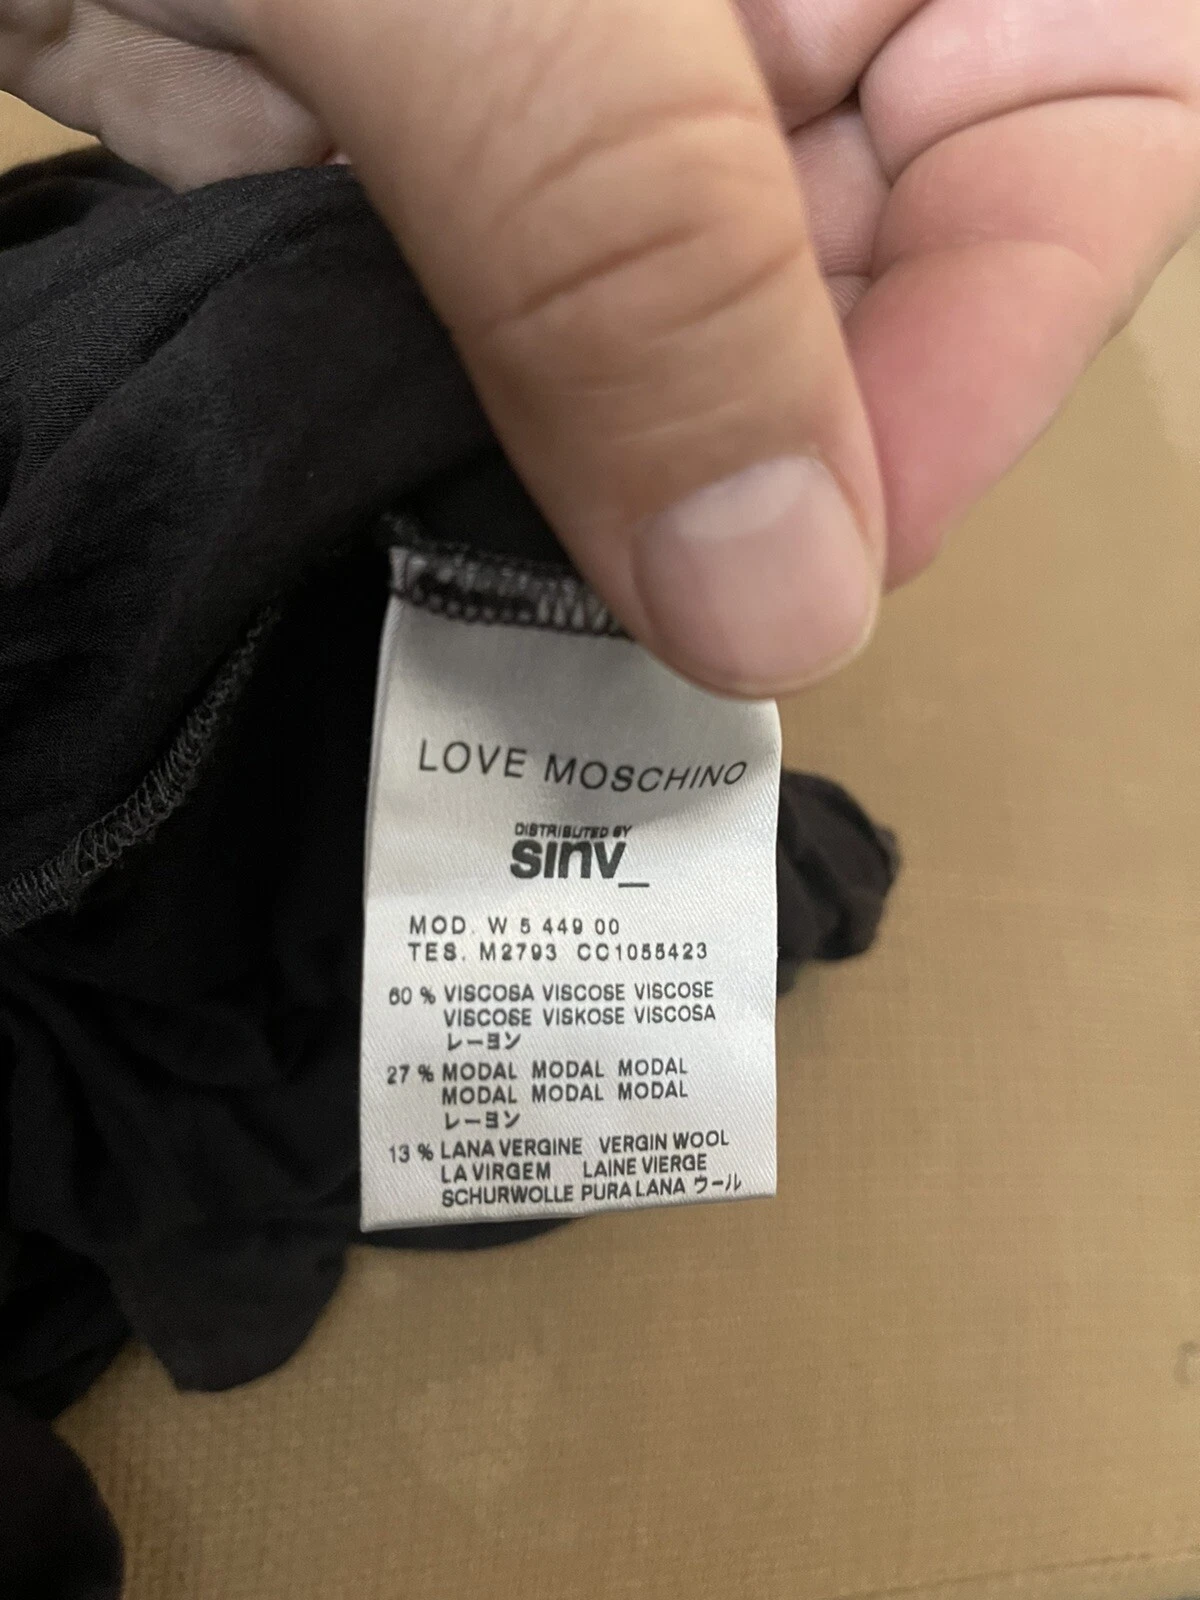 LOVE MOSCHINO
DISTRIBUTED BY
sinv_
MOD. W 5 449 00
TES. M2793 CC1055423
60 % VISCOSA VISCOSE VISCOSE
VISCOSE VISKOSE VISCOSA
レーヨン
27 % MODAL MODAL MODAL
MODAL MODAL MODAL
レーヨン
13 % LANA VERGINE VERGIN WOOL
LA VIRGEM LAINE VIERGE
SCHURWOLLE PURA LANA ウール